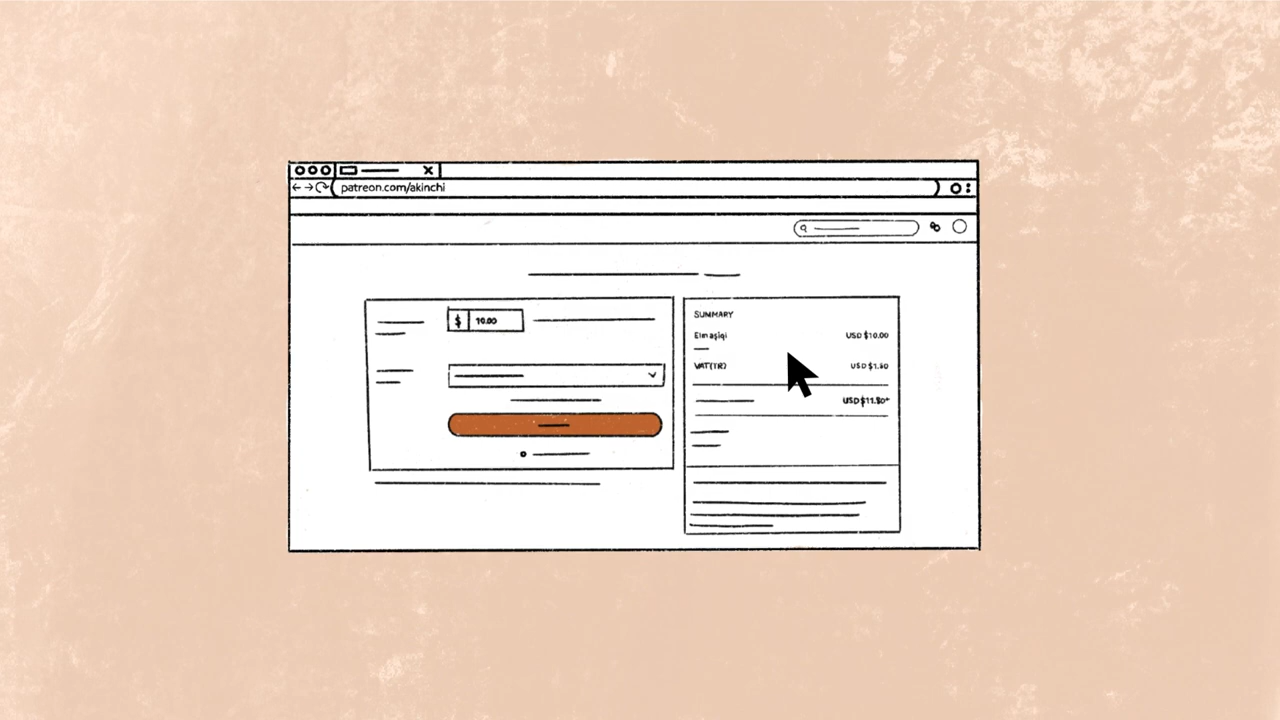 patreon.com/akinchi
$ 10.00
SUMMARY
Elmaşiqi USD $10.00
VAT(TR) USD $1.80
USD $11.80*